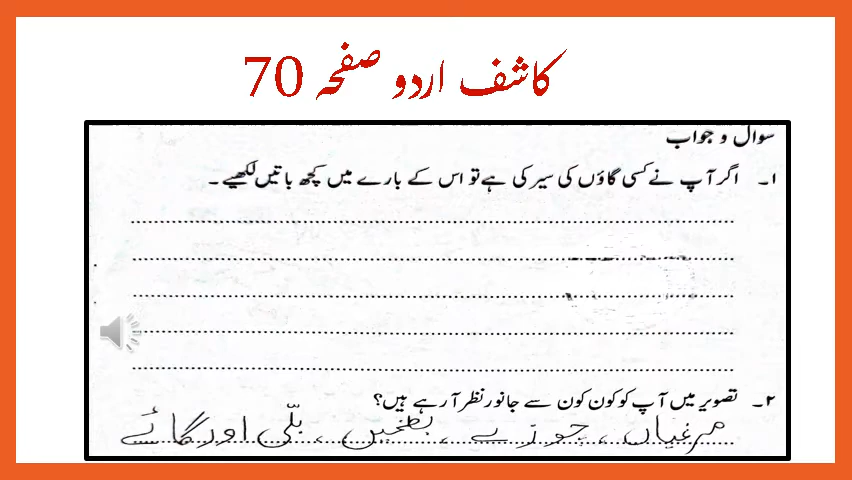 کاشف اردو صفحہ 70
سوال و جواب
۱۔ اگر آپ نے کسی گاؤں کی سیر کی ہے تو اس کے بارے میں کچھ باتیں لکھیے۔
۲۔ تصویر میں آپ کو کون کون سے جانور نظر آ رہے ہیں؟
مرغیاں، چوزے، بطخیں، بلّی اور گائے